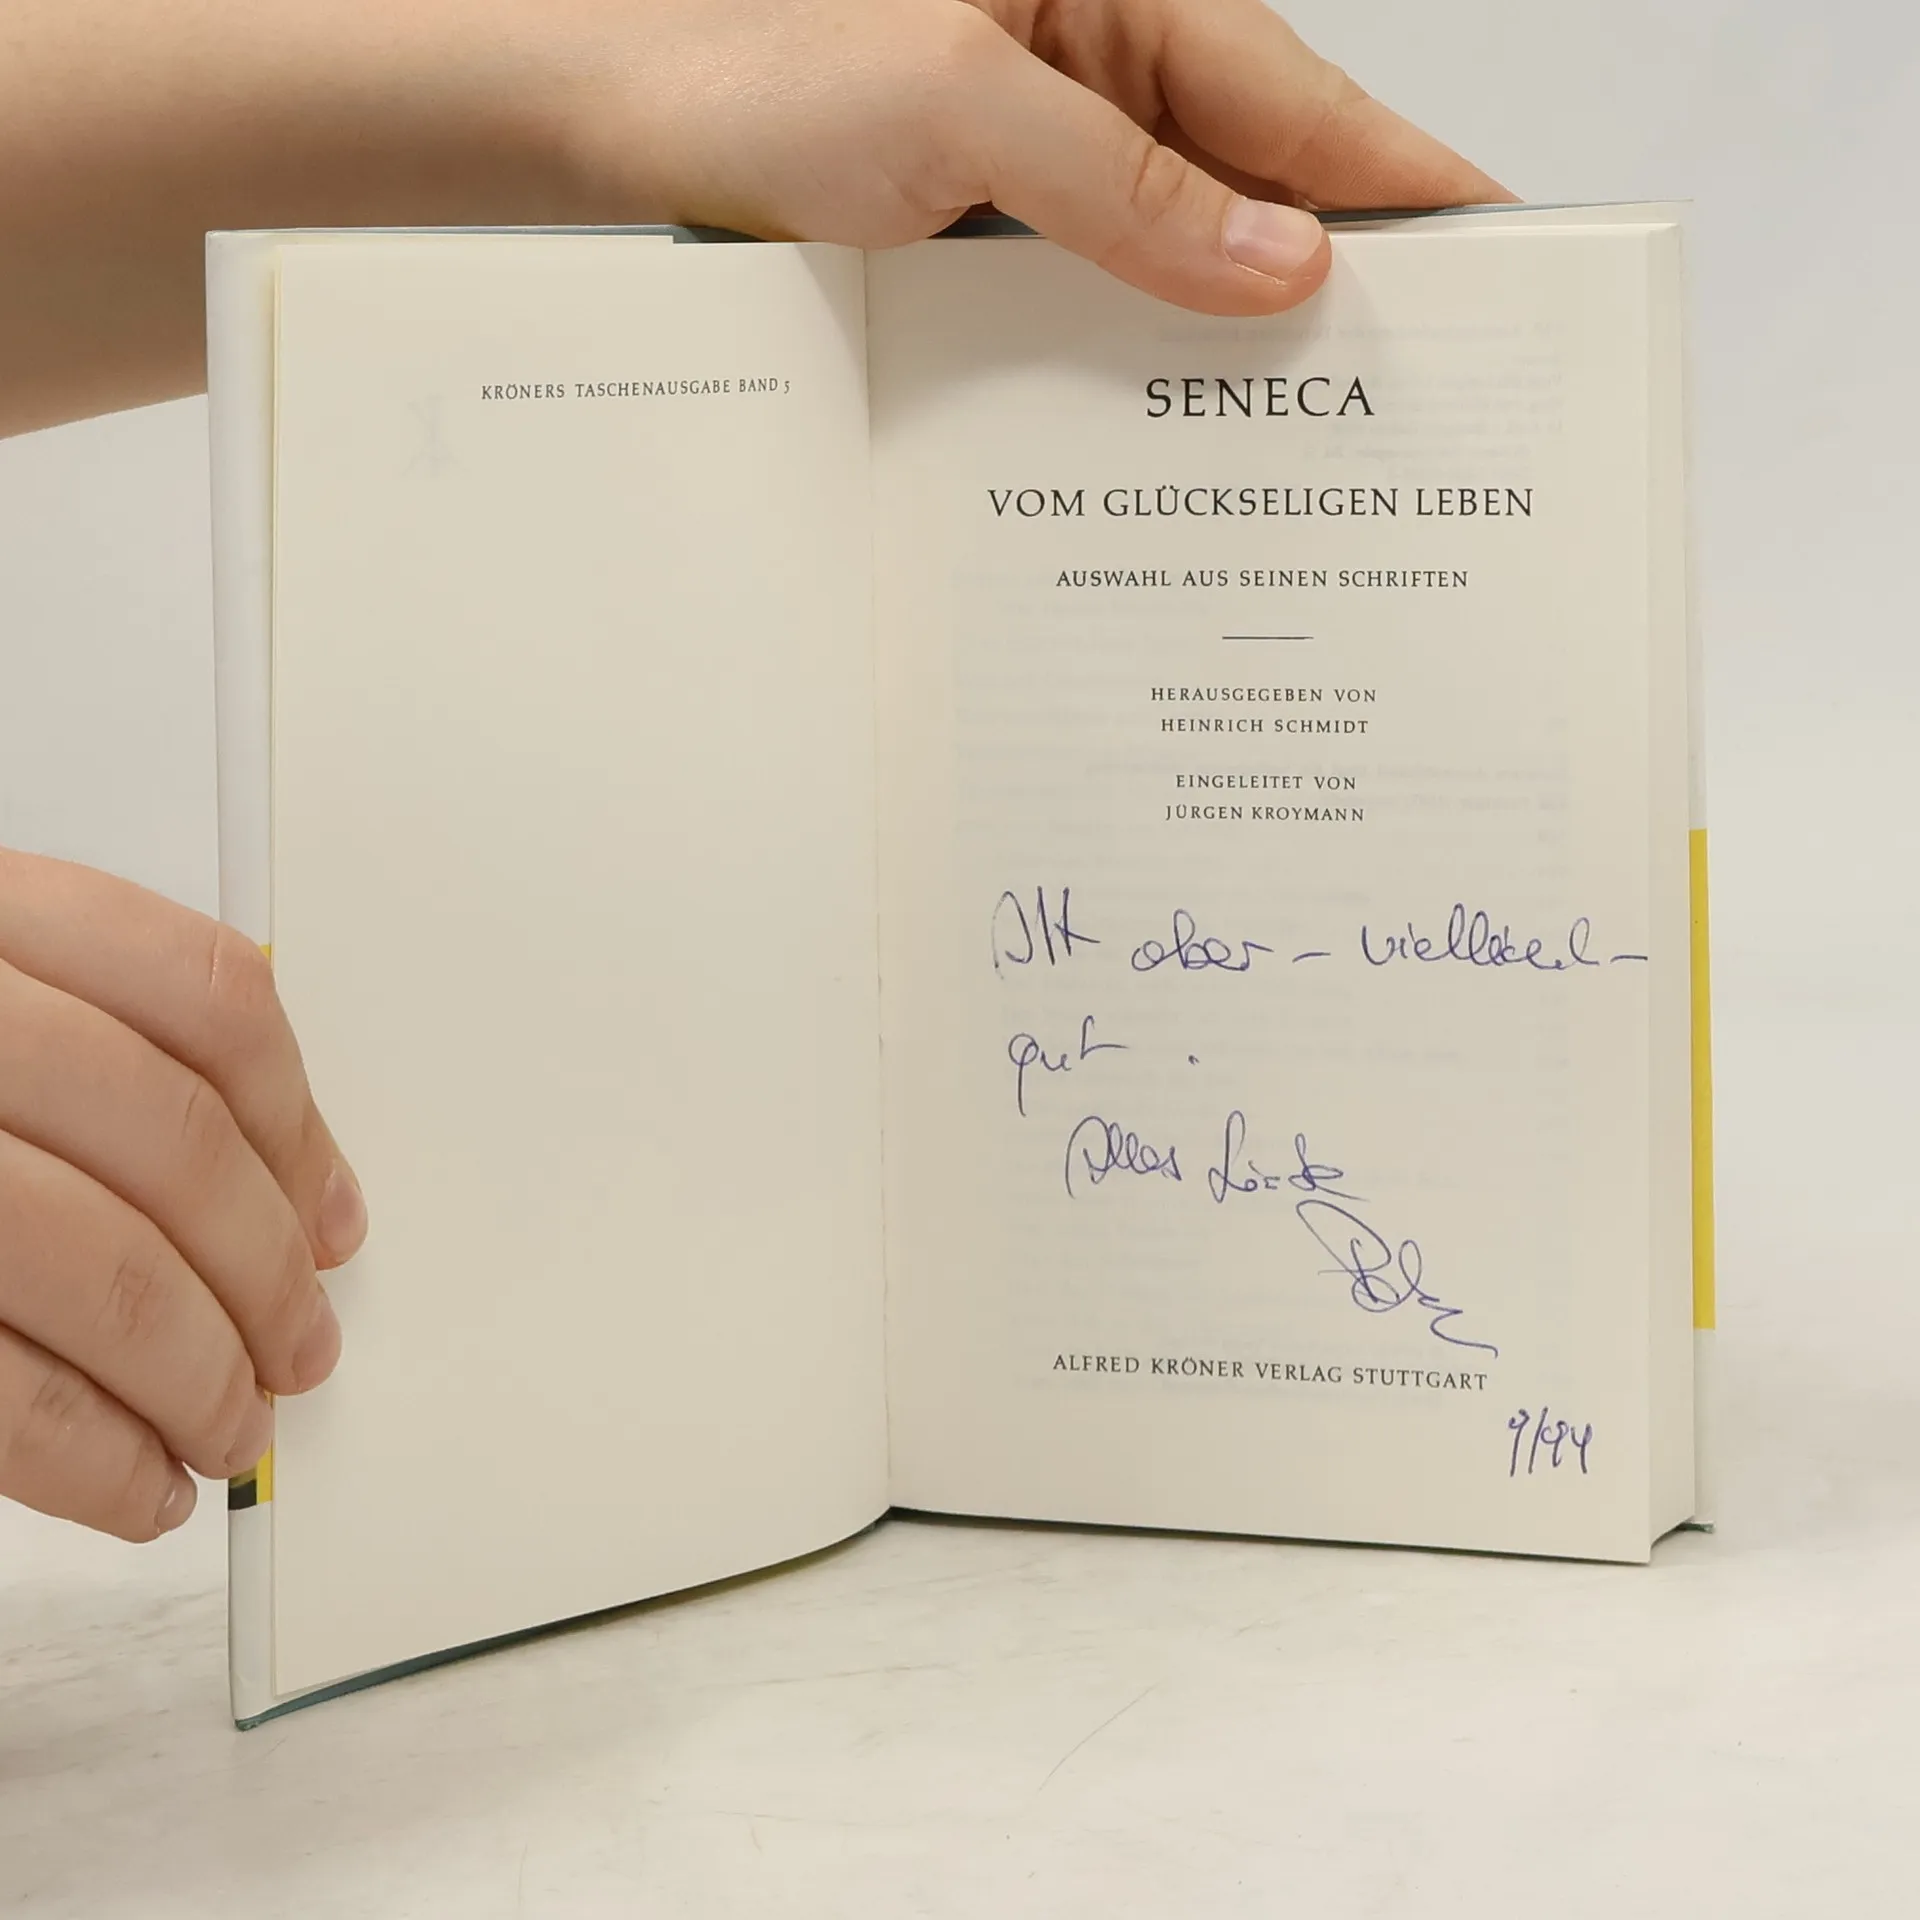 KRÖNERS TASCHENAUSGABE BAND 5
SENECA
VOM GLÜCKSELIGEN LEBEN
AUSWAHL AUS SEINEN SCHRIFTEN
HERAUSGEGEBEN VON
HEINRICH SCHMIDT
EINGELEITET VON
JÜRGEN KROYMANN
Alt aber – vielleicht –
gut.
Alles Liebe
ALFRED KRÖNER VERLAG STUTTGART
9/94